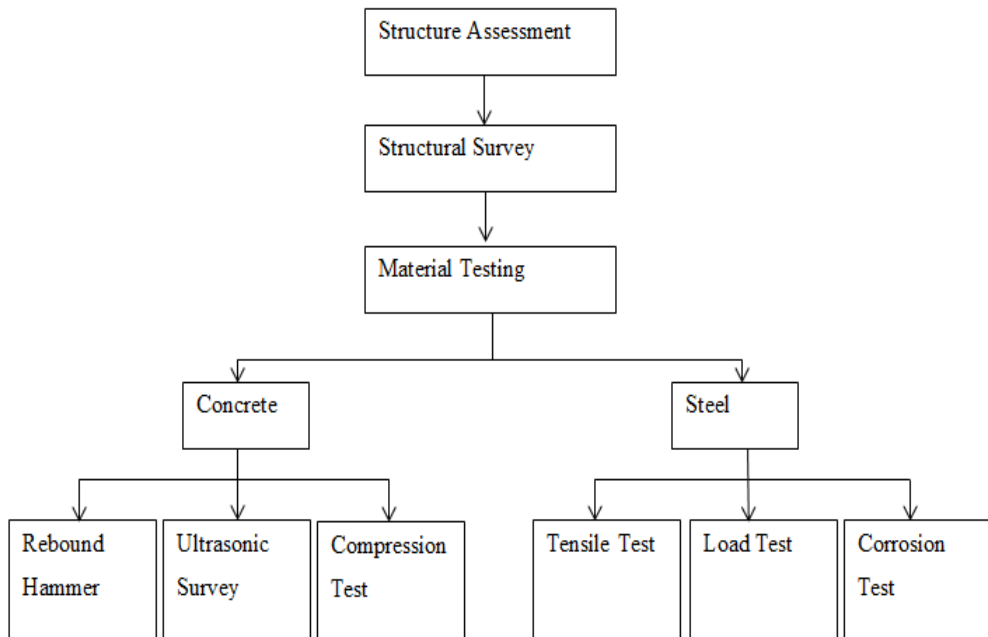 Structure Assessment
Structural Survey
Material Testing
Concrete
Steel
Rebound
Hammer
Ultrasonic
Survey
Compression
Test
Tensile Test
Load Test
Corrosion
Test